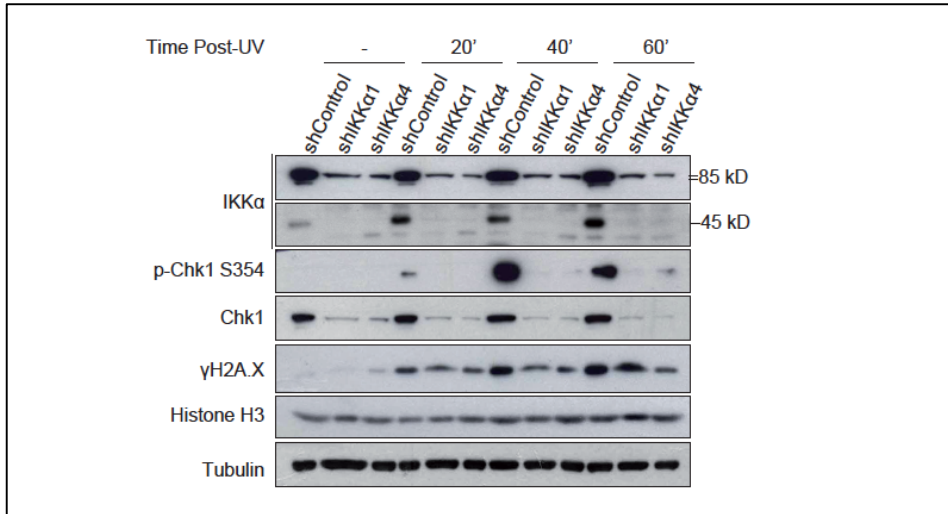 Time Post-UV - 20’ 40’ 60’
shControl shIKKα1 shIKKα4 shControl shIKKα1 shIKKα4 shControl shIKKα1 shIKKα4 shControl shIKKα1 shIKKα4
IKKα
=85 kD
–45 kD
p-Chk1 S354
Chk1
γH2A.X
Histone H3
Tubulin